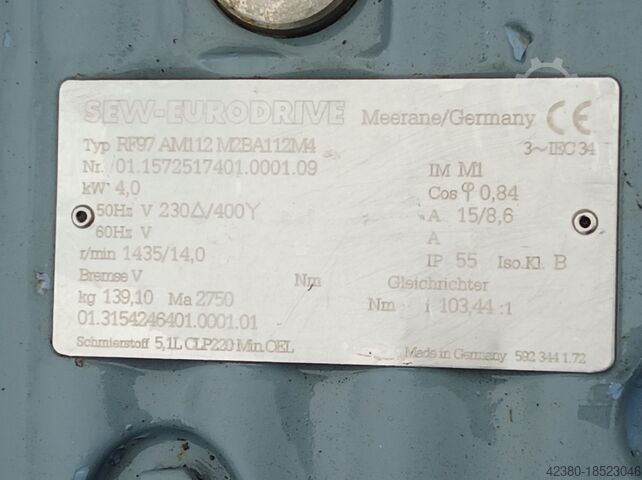 SEW-EURODRIVE Meerane/Germany CE
Typ RF97 AM112 M2BA112M4 3~IEC 34
Nr. 01.1572517401.0001.09 IM M1
kW 4,0 Cos φ 0,84
50Hz V 230Δ/400Y A 15/8,6
60Hz V A
r/min 1435/14,0 IP 55 Iso.Kl. B
Bremse V Nm Gleichrichter
kg 139,10 Ma 2750 Nm i 103,44 :1
01.3154246401.0001.01
Schmierstoff 5,1L CLP220 Min.OEL Made in Germany 592 344 1.72
42380-18523046